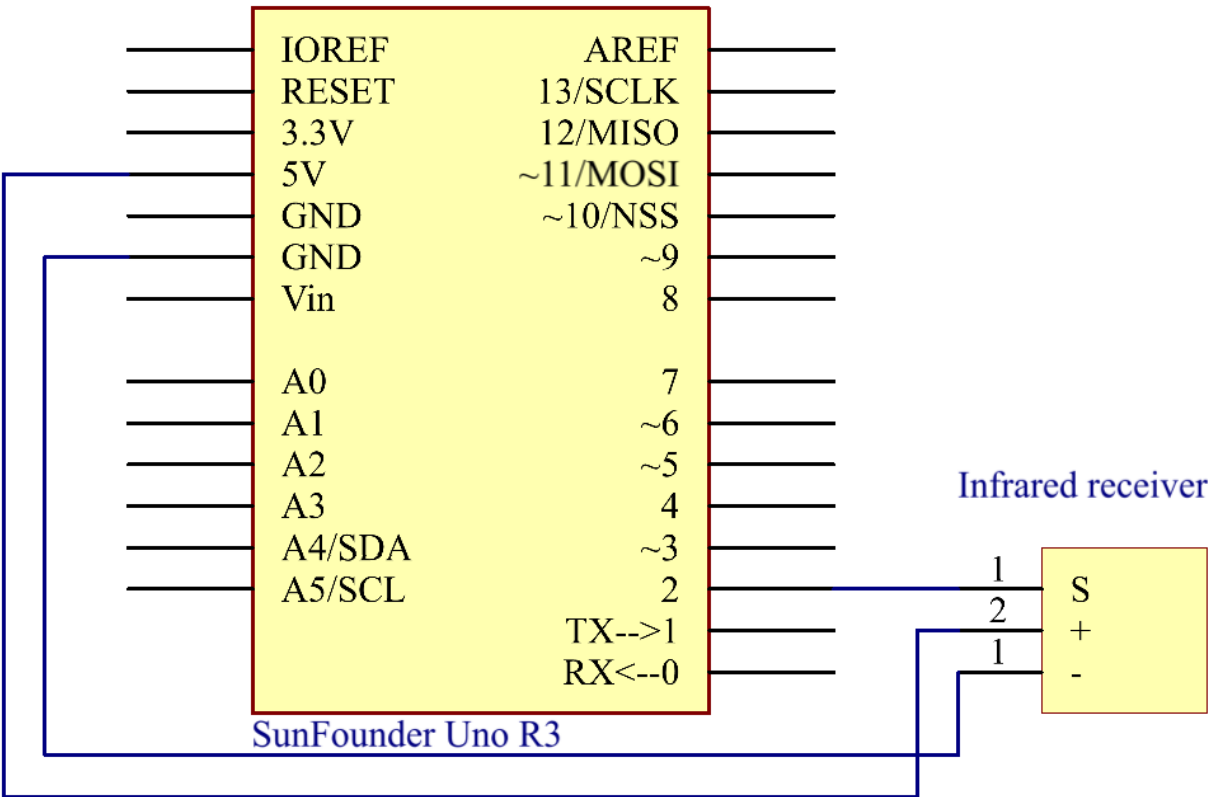 IOREF AREF
RESET 13/SCLK
3.3V 12/MISO
5V ~11/MOSI
GND ~10/NSS
GND ~9
Vin 8
A0 7
A1 ~6
A2 ~5
A3 4
A4/SDA ~3
A5/SCL 2
TX-->1
RX<--0
SunFounder Uno R3
Infrared receiver
1 S
2 +
1 -